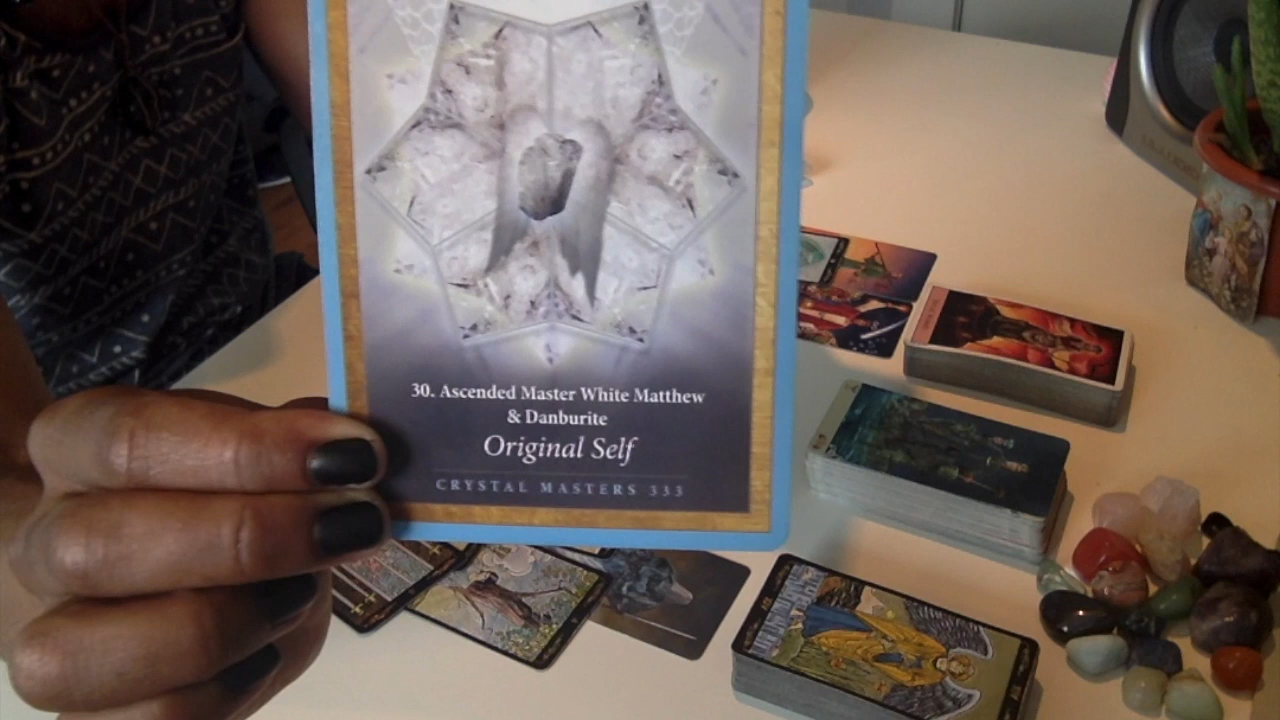 30. Ascended Master White Matthew
& Danburite
Original Self
CRYSTAL MASTERS 333